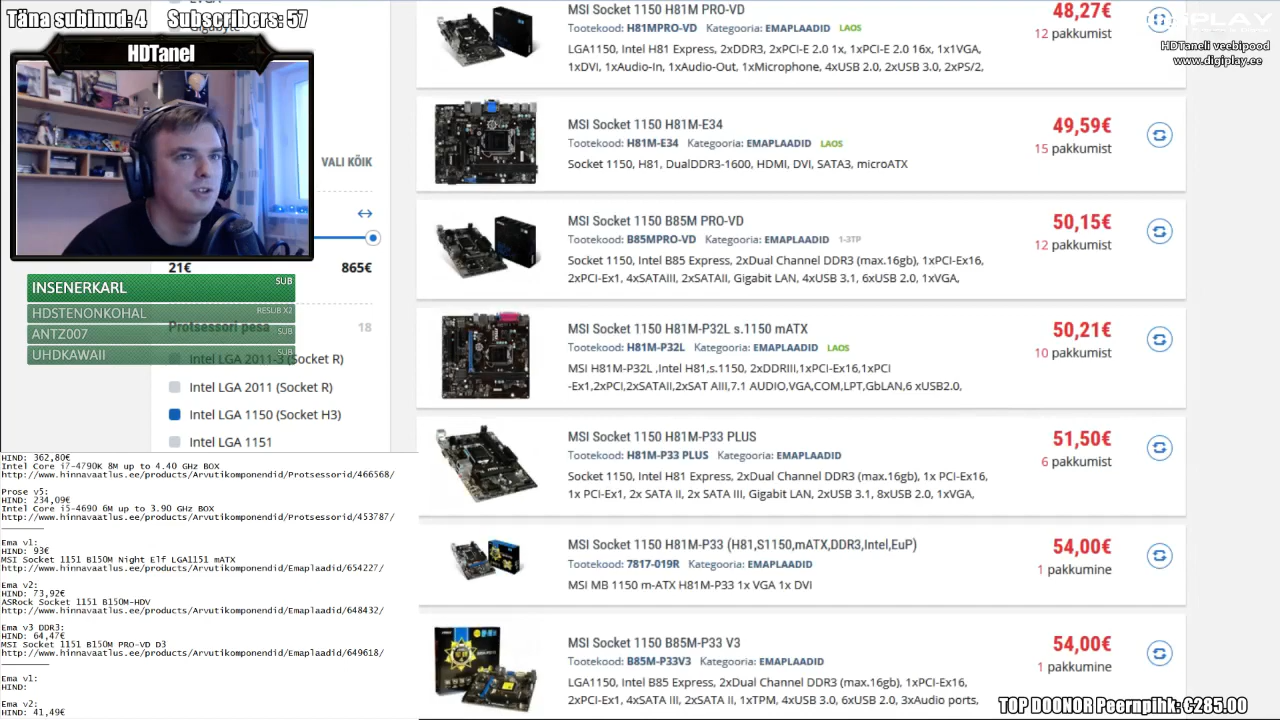 Täna subinud: 4 Subscribers: 57
HDTanel
Gigabyte
VALI KÕIK
21€ 865€
INSENERKARL SUB
HDSTENONKOHAL RESUB X2
ANTZ007 SUB
UHDKAWAII SUB
Protsessori pesa 18
Intel LGA 2011-3 (Socket R)
Intel LGA 2011 (Socket R)
Intel LGA 1150 (Socket H3)
Intel LGA 1151
HIND: 362,80€
Intel Core i7-4790K 8M up to 4.40 GHz BOX
http://www.hinnavaatlus.ee/products/Arvutikomponendid/Protsessorid/466568/
Prose v5:
HIND: 234,09€
Intel Core i5-4690 6M up to 3.90 GHz BOX
http://www.hinnavaatlus.ee/products/Arvutikomponendid/Protsessorid/453787/
Ema v1:
HIND: 93€
MSI Socket 1151 B150M Night Elf LGA1151 mATX
http://www.hinnavaatlus.ee/products/Arvutikomponendid/Emaplaadid/654227/
Ema v2:
HIND: 73,92€
ASRock Socket 1151 B150M-HDV
http://www.hinnavaatlus.ee/products/Arvutikomponendid/Emaplaadid/648432/
Ema v3 DDR3:
HIND: 64,47€
MSI Socket 1151 B150M PRO-VD D3
http://www.hinnavaatlus.ee/products/Arvutikomponendid/Emaplaadid/649618/
Ema v1:
HIND:
Ema v2:
HIND: 41,49€
MSI Socket 1150 H81M PRO-VD 48,27€
Tootekood: H81MPRO-VD Kategooria: EMAPLAADID LAOS 12 pakkumist
LGA1150, Intel H81 Express, 2xDDR3, 2xPCI-E 2.0 1x, 1xPCI-E 2.0 16x, 1x1VGA,
1xDVI, 1xAudio-In, 1xAudio-Out, 1xMicrophone, 4xUSB 2.0, 2xUSB 3.0, 2xPS/2,
MSI Socket 1150 H81M-E34 49,59€
Tootekood: H81M-E34 Kategooria: EMAPLAADID LAOS 15 pakkumist
Socket 1150, H81, DualDDR3-1600, HDMI, DVI, SATA3, microATX
MSI Socket 1150 B85M PRO-VD 50,15€
Tootekood: B85MPRO-VD Kategooria: EMAPLAADID 1-3TP 12 pakkumist
Socket 1150, Intel B85 Express, 2xDual Channel DDR3 (max.16gb), 1xPCI-Ex16,
2xPCI-Ex1, 4xSATAIII, 2xSATAII, Gigabit LAN, 4xUSB 3.1, 6xUSB 2.0, 1xVGA,
MSI Socket 1150 H81M-P32L s.1150 mATX 50,21€
Tootekood: H81M-P32L Kategooria: EMAPLAADID LAOS 10 pakkumist
MSI H81M-P32L ,Intel H81,s.1150, 2xDDRIII,1xPCI-Ex16,1xPCI
-Ex1,2xPCI,2xSATAII,2xSAT AIII,7.1 AUDIO,VGA,COM,LPT,GbLAN,6 xUSB2.0,
MSI Socket 1150 H81M-P33 PLUS 51,50€
Tootekood: H81M-P33 PLUS Kategooria: EMAPLAADID 6 pakkumist
Socket 1150, Intel H81 Express, 2xDual Channel DDR3 (max.16gb), 1x PCI-Ex16,
1x PCI-Ex1, 2x SATA II, 2x SATA III, Gigabit LAN, 2xUSB 3.1, 8xUSB 2.0, 1xVGA,
MSI Socket 1150 H81M-P33 (H81,S1150,mATX,DDR3,Intel,EuP) 54,00€
Tootekood: 7817-019R Kategooria: EMAPLAADID 1 pakkumine
MSI MB 1150 m-ATX H81M-P33 1x VGA 1x DVI
MSI Socket 1150 B85M-P33 V3 54,00€
Tootekood: B85M-P33V3 Kategooria: EMAPLAADID 1 pakkumine
LGA1150, Intel B85 Express, 2xDual Channel DDR3 (max.16g), 1xPCI-Ex16,
2xPCI-Ex1, 4xSATA III, 2xSATA II, 1xTPM, 4xUSB 3.0, 6xUSB 2.0, 3xAudio ports,
HDTaneli veebipood
www.digiplay.ee
TOP DOONOR Peernpihk: €285.00